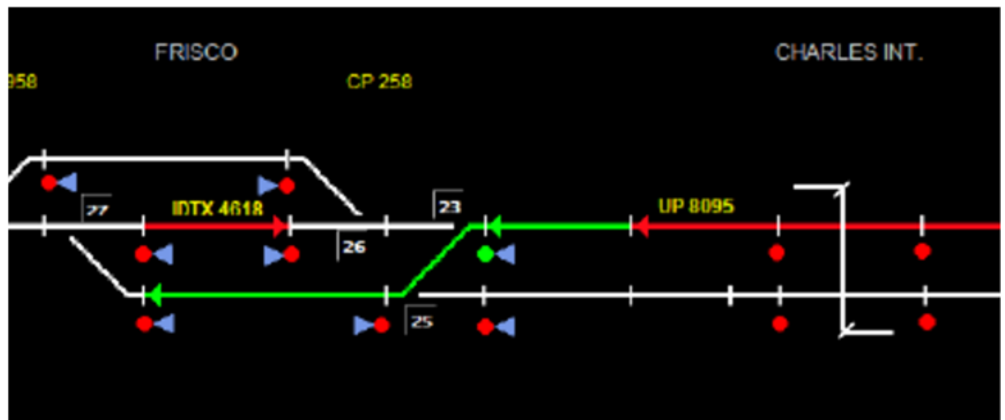 FRISCO
CHARLES INT.
958
CP 258
27
IDTX 4618
23
UP 8095
26
25